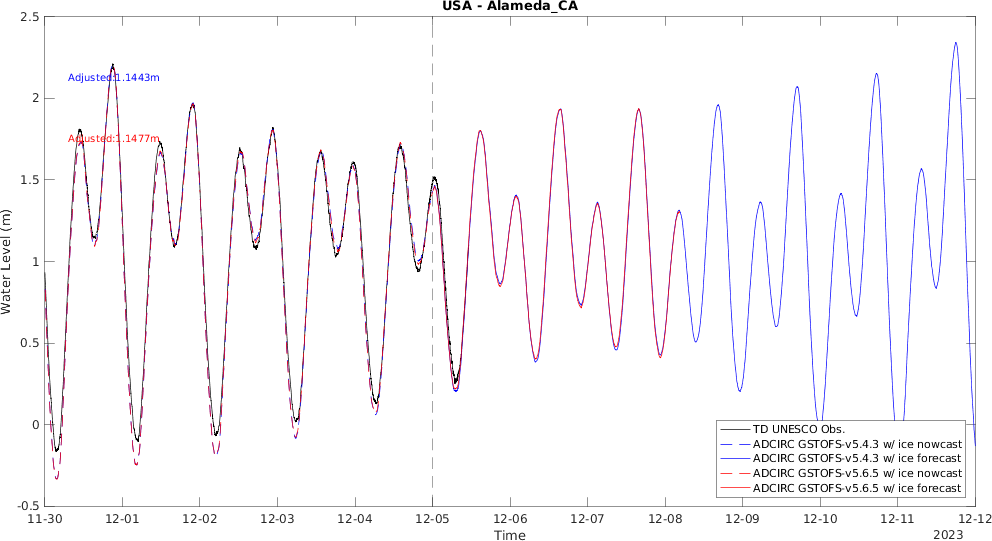 USA - Alameda_CA
2.5
2
1.5
1
0.5
0
-0.5
Water Level (m)
Adjusted:1.1443m
Adjusted:1.1477m
TD UNESCO Obs.
ADCIRC GSTOFS-v5.4.3 w/ ice nowcast
ADCIRC GSTOFS-v5.4.3 w/ ice forecast
ADCIRC GSTOFS-v5.6.5 w/ ice nowcast
ADCIRC GSTOFS-v5.6.5 w/ ice forecast
11-30 12-01 12-02 12-03 12-04 12-05 12-06 12-07 12-08 12-09 12-10 12-11 12-12
Time
2023